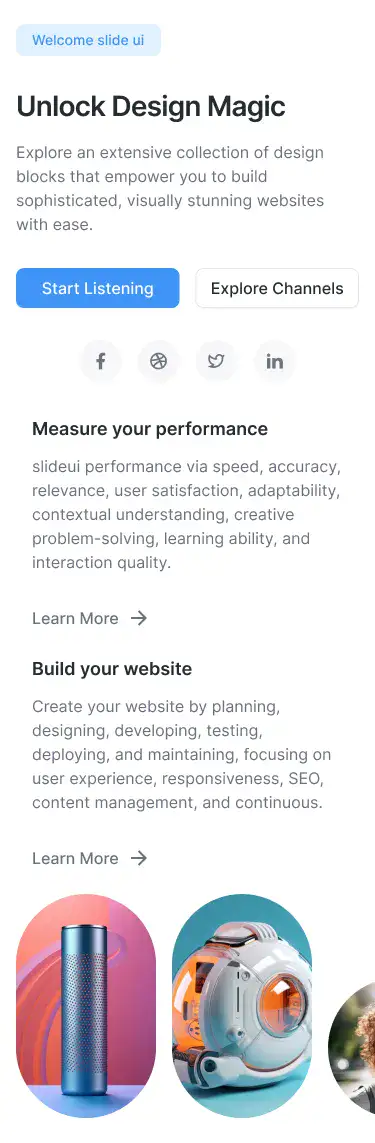 Welcome slide ui
Unlock Design Magic
Explore an extensive collection of design
blocks that empower you to build
sophisticated, visually stunning websites
with ease.
Start Listening
Explore Channels
Measure your performance
slideui performance via speed, accuracy,
relevance, user satisfaction, adaptability,
contextual understanding, creative
problem-solving, learning ability, and
interaction quality.
Learn More
Build your website
Create your website by planning,
designing, developing, testing,
deploying, and maintaining, focusing on
user experience, responsiveness, SEO,
content management, and continuous.
Learn More